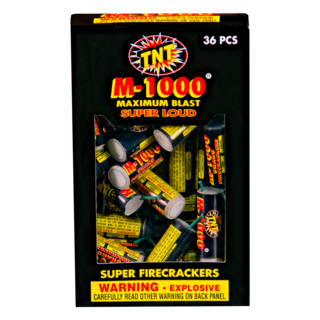 36 PCS
TNT
M-1000®
MAXIMUM BLAST
SUPER LOUD
M-1000
SUPER FIRECRACKERS
WARNING - EXPLOSIVE
CAREFULLY READ OTHER WARNING ON BACK PANEL